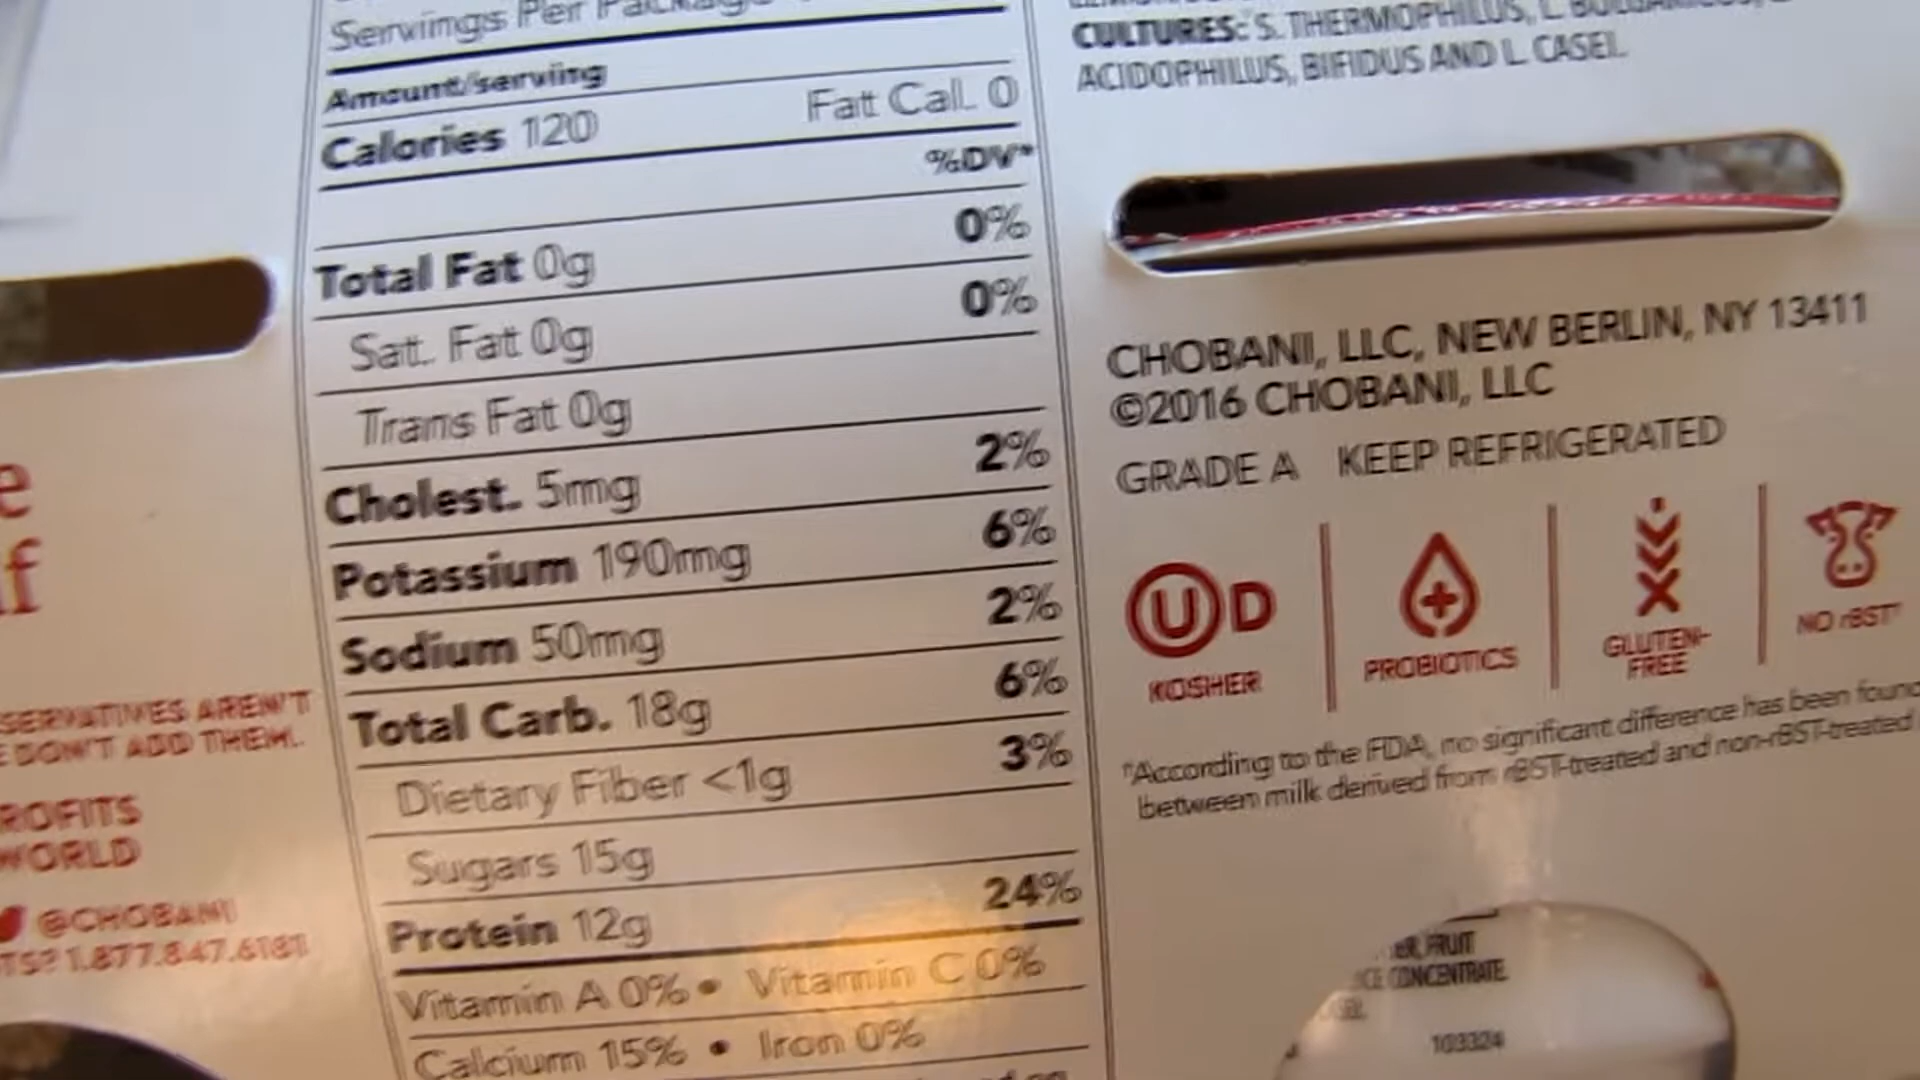 Servings Per Package
Amount/serving
Calories 120 Fat Cal. 0
%DV*
Total Fat 0g 0%
Sat. Fat 0g 0%
Trans Fat 0g
Cholest. 5mg 2%
Potassium 190mg 6%
Sodium 50mg 2%
Total Carb. 18g 6%
Dietary Fiber <1g 3%
Sugars 15g
Protein 12g 24%
Vitamin A 0% • Vitamin C 0%
Calcium 15% • Iron 0%
CULTURES: S. THERMOPHILUS, L. BULGARICUS,
ACIDOPHILUS, BIFIDUS AND L. CASEI.
CHOBANI, LLC, NEW BERLIN, NY 13411
©2016 CHOBANI, LLC
GRADE A KEEP REFRIGERATED
U D
KOSHER
PROBIOTICS
GLUTEN-
FREE
NO rBST*
*According to the FDA, no significant difference has been found
between milk derived from rBST-treated and non-rBST-treated
FRUIT
CONCENTRATE
103324
AREN'T
DON'T ADD THEM.
WORLD
@CHOBANI
1.877.847.6181